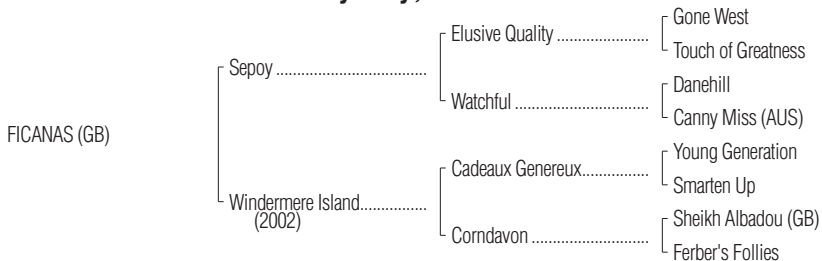 Gone West
Elusive Quality ....................
Touch of Greatness
Sepoy ...................................
Danehill
Watchful ..............................
Canny Miss (AUS)
FICANAS (GB)
Young Generation
Cadeaux Genereux...............
Smarten Up
Windermere Island...............
(2002)
Sheikh Albadou (GB)
Corndavon ..........................
Ferber's Follies